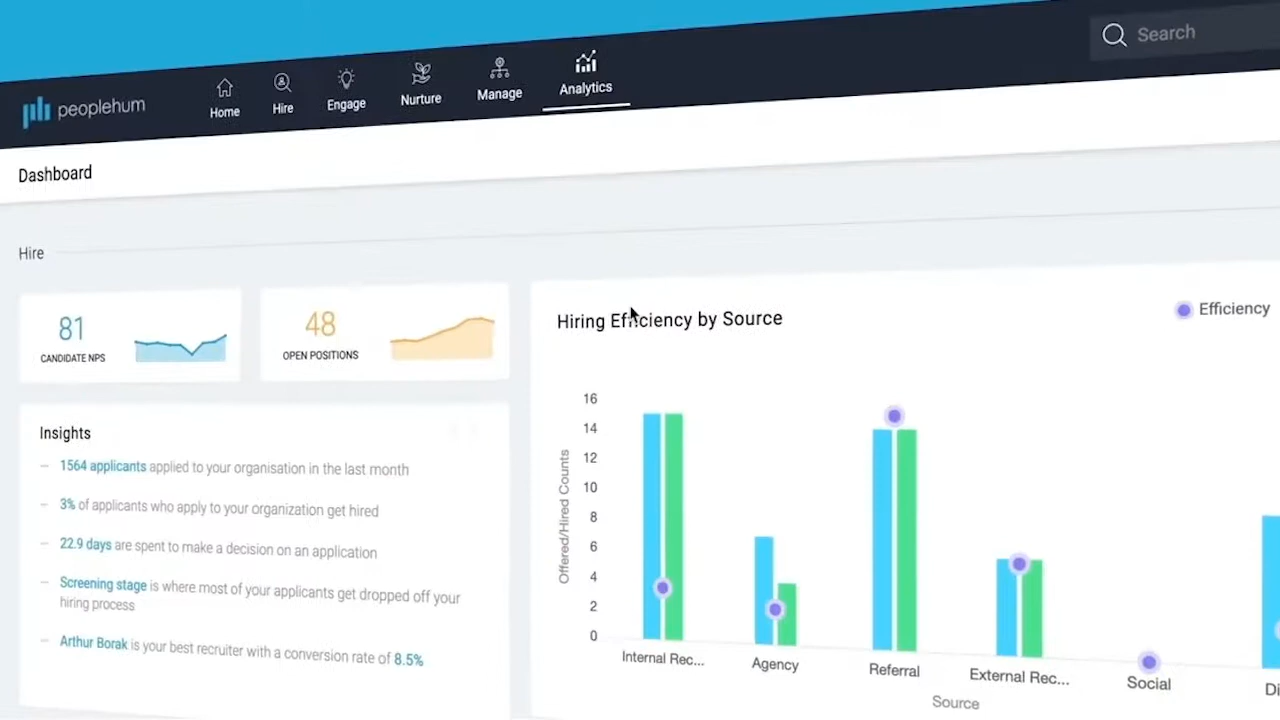 peoplehum
Home
Hire
Engage
Nurture
Manage
Analytics
Search
Dashboard
Hire
81
CANDIDATE NPS
48
OPEN POSITIONS
Insights
– 1564 applicants applied to your organisation in the last month
– 3% of applicants who apply to your organization get hired
– 22.9 days are spent to make a decision on an application
– Screening stage is where most of your applicants get dropped off your
hiring process
– Arthur Borak is your best recruiter with a conversion rate of 8.5%
Hiring Efficiency by Source
Efficiency
Offered/Hired Counts
16
14
12
10
8
6
4
2
0
Internal Rec...
Agency
Referral
External Rec...
Social
Di
Source